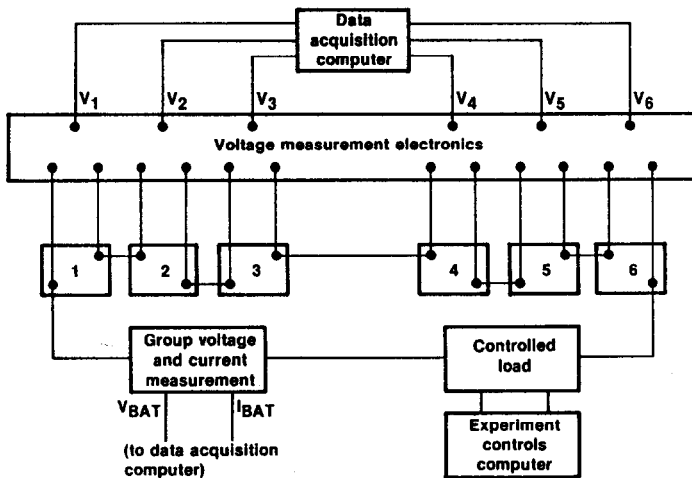 Data
acquisition
computer
V1 V2 V3 V4 V5 V6
Voltage measurement electronics
1 2 3 4 5 6
Group voltage
and current
measurement
Controlled
load
VBAT IBAT
(to data acquisition
computer)
Experiment
controls
computer